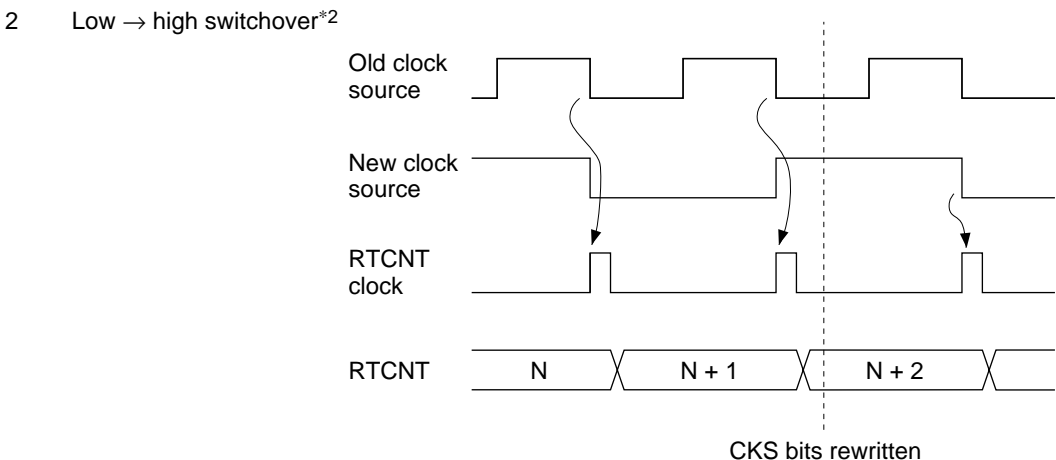 2 Low → high switchover*2
Old clock
source
New clock
source
RTCNT
clock
RTCNT N N + 1 N + 2
CKS bits rewritten